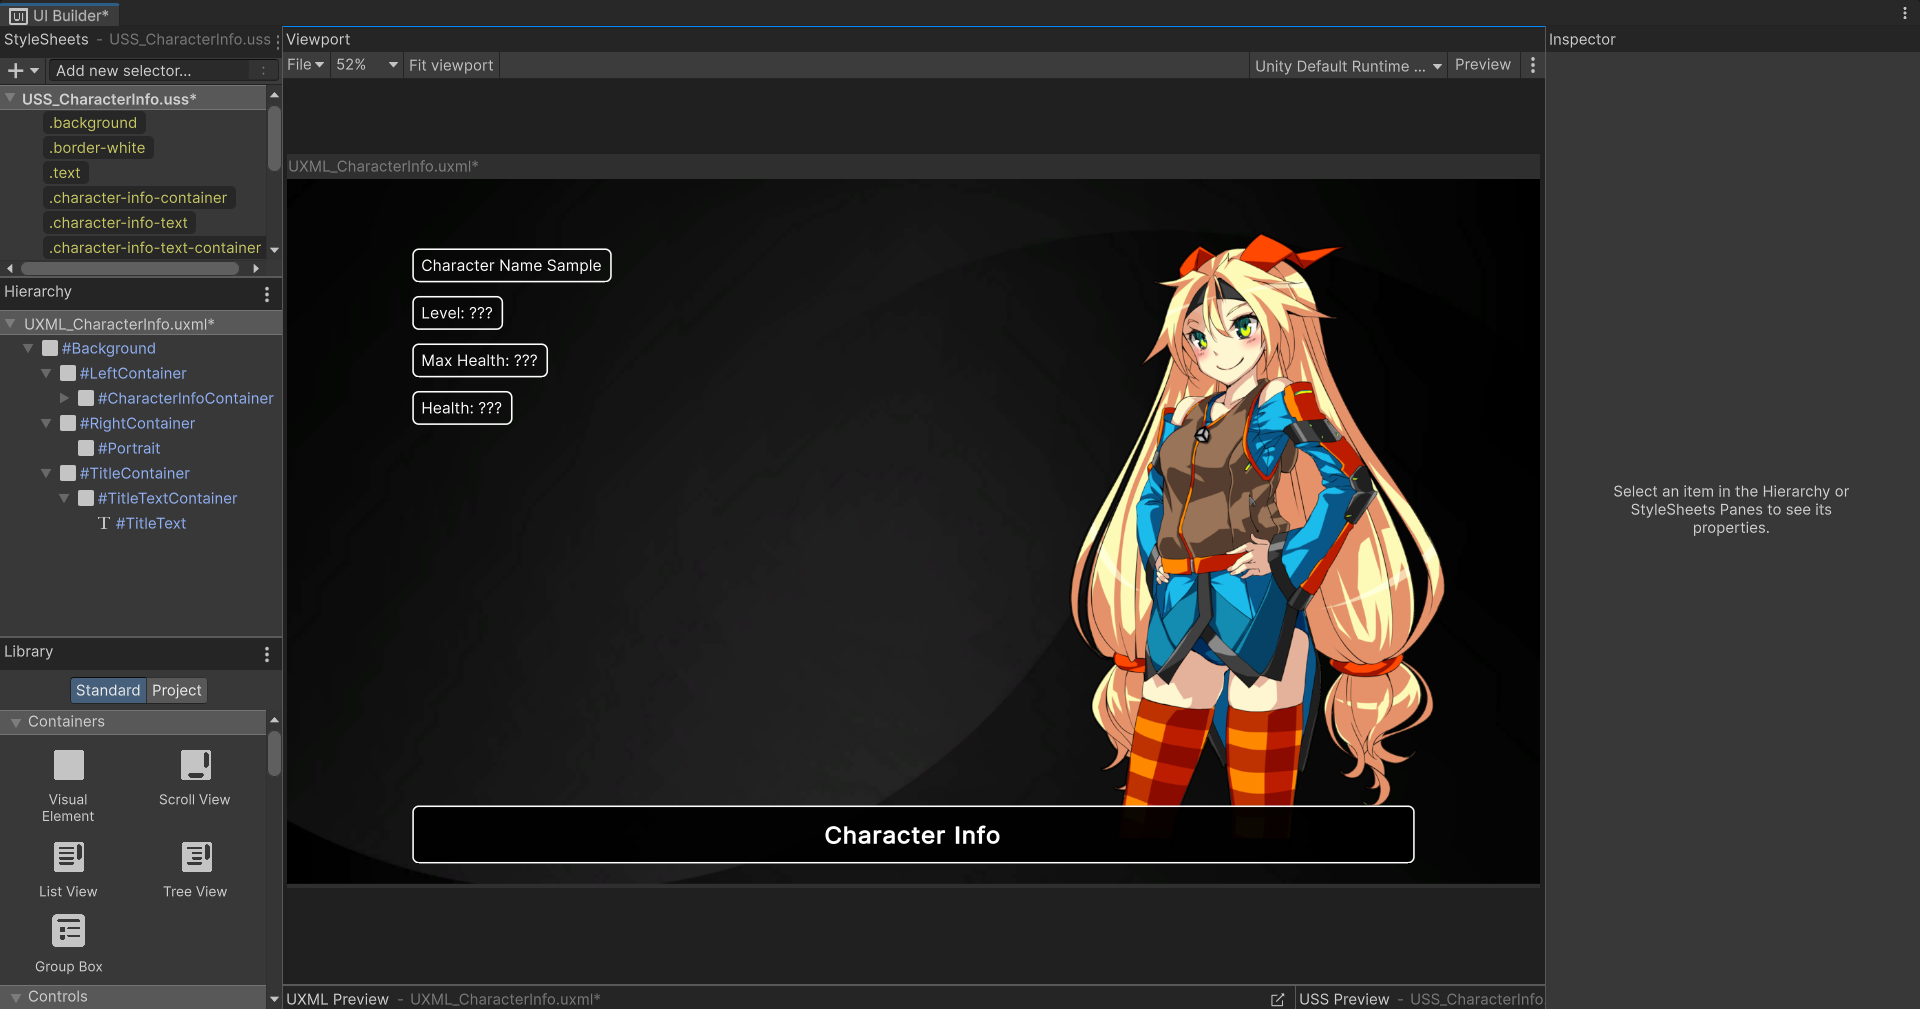 UI Builder*
StyleSheets - USS_CharacterInfo.uss
Add new selector...
USS_CharacterInfo.uss*
.background
.border-white
.text
.character-info-container
.character-info-text
.character-info-text-container
Hierarchy
UXML_CharacterInfo.uxml*
#Background
#LeftContainer
#CharacterInfoContainer
#RightContainer
#Portrait
#TitleContainer
#TitleTextContainer
T #TitleText
Library
Standard Project
Containers
Visual
Element
Scroll View
List View
Tree View
Group Box
Controls
Viewport
File 52% Fit viewport
Unity Default Runtime ... Preview
UXML_CharacterInfo.uxml*
Character Name Sample
Level: ???
Max Health: ???
Health: ???
Character Info
UXML Preview - UXML_CharacterInfo.uxml*
USS Preview - USS_CharacterInfo
Inspector
Select an item in the Hierarchy or
StyleSheets Panes to see its
properties.